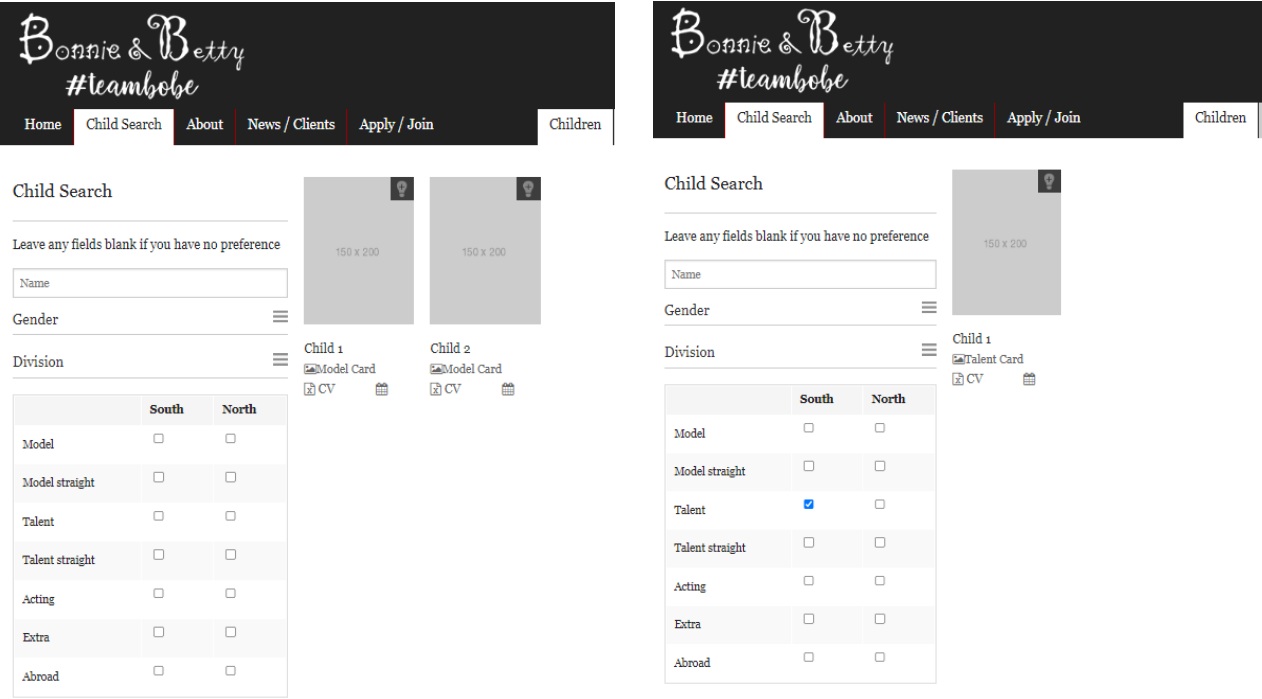 Bonnie & Betty
#teambobe
Home Child Search About News / Clients Apply / Join Children
Child Search
Leave any fields blank if you have no preference
Name
Gender
Division
South North
Model
Model straight
Talent
Talent straight
Acting
Extra
Abroad
150 x 200 150 x 200
Child 1 Child 2
Model Card Model Card
CV CV
Bonnie & Betty
#teambobe
Home Child Search About News / Clients Apply / Join Children
Child Search
Leave any fields blank if you have no preference
Name
Gender
Division
South North
Model
Model straight
Talent
Talent straight
Acting
Extra
Abroad
150 x 200
Child 1
Talent Card
CV